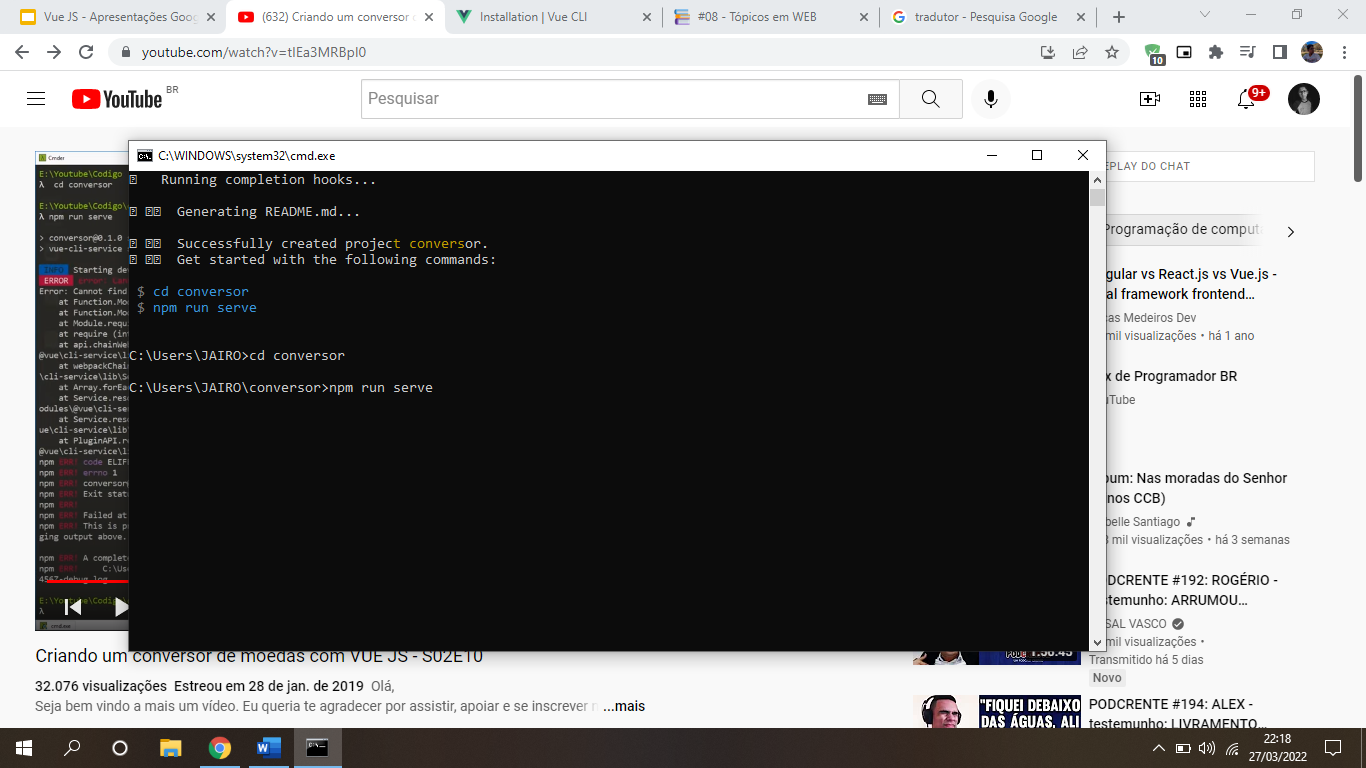 Vue JS - Apresentações Goog
(632) Criando um conversor
Installation | Vue CLI
#08 - Tópicos em WEB
tradutor - Pesquisa Google
youtube.com/watch?v=tlEa3MRBpl0
10
YouTube BR
Pesquisar
9+
Cmder
E:\Youtube\Codigo
λ cd conversor
E:\Youtube\Codigo\
λ npm run serve
> conversor@0.1.0
> vue-cli-service
INFO Starting dev
ERROR
Error: Cannot find
at Function.Mo
at Function.Mo
at Module.requi
at require (int
at api.chainWeb
@vue\cli-service\li
at webpackChai
\cli-service\lib\S
at Array.forEa
at Service.res
odules\@vue\cli-se
at Service.res
ue\cli-service\lib
at PluginAPI.r
@vue\cli-service\l
npm ERR! code ELIF
npm ERR! errno 1
npm ERR! conversor@
npm ERR! Exit stat
npm ERR!
npm ERR! Failed at
npm ERR! This is p
ging output above.
npm ERR! A complet
npm ERR! C:\Us
4567-debug.log
E:\Youtube\Codigo
λ
cmd.exe
C:\WINDOWS\system32\cmd.exe
Running completion hooks...
Generating README.md...
Successfully created project conversor.
Get started with the following commands:
$ cd conversor
$ npm run serve
C:\Users\JAIRO>cd conversor
C:\Users\JAIRO\conversor>npm run serve
EPLAY DO CHAT
Programação de computa
gular vs React.js vs Vue.js -
al framework frontend…
as Medeiros Dev
mil visualizações • há 1 ano
x de Programador BR
uTube
bum: Nas moradas do Senhor
nos CCB)
belle Santiago
mil visualizações • há 3 semanas
ODCRENTE #192: ROGÉRIO -
stemunho: ARRUMOU…
SAL VASCO
mil visualizações •
Transmitido há 5 dias
Novo
1:56:45
PODCRENTE #194: ALEX -
testemunho: LIVRAMENTO…
"FIQUEI DEBAIXO
DAS ÁGUAS, ALI
Criando um conversor de moedas com VUE JS - S02E10
32.076 visualizações Estreou em 28 de jan. de 2019 Olá,
Seja bem vindo a mais um vídeo. Eu queria te agradecer por assistir, apoiar e se inscrever n ...mais
22:18
27/03/2022